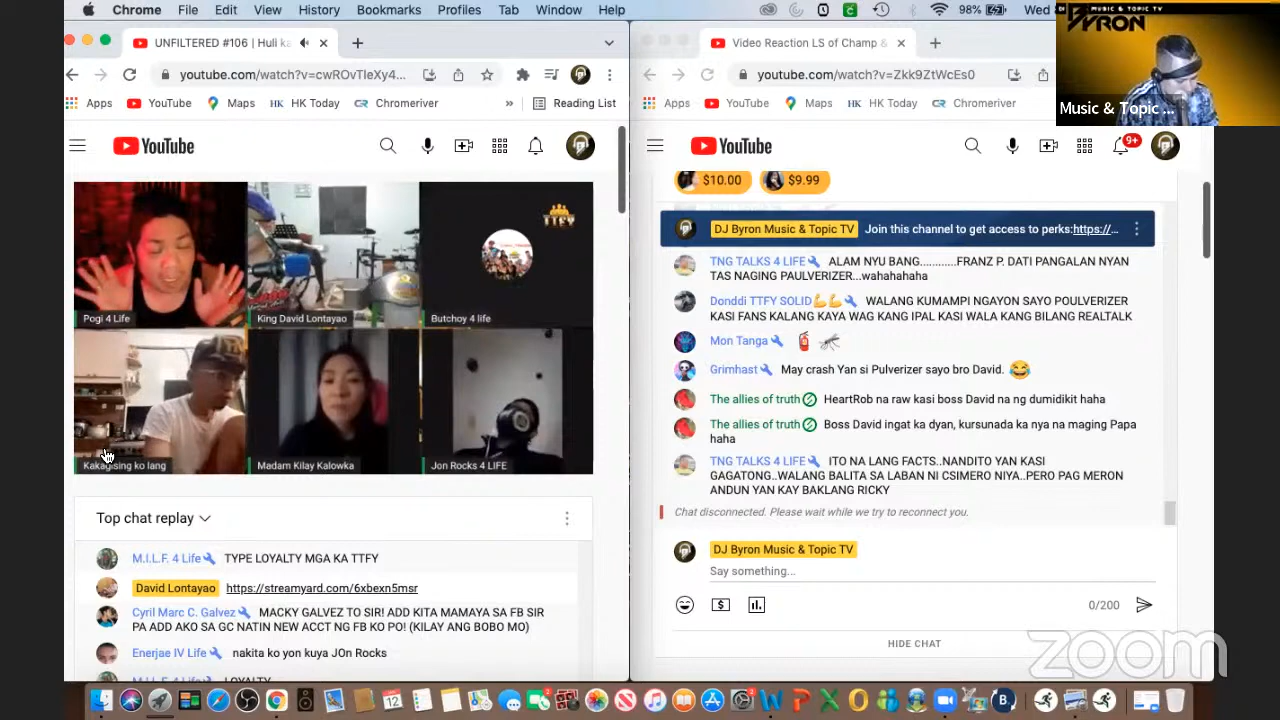 Chrome File Edit View History Bookmarks Profiles Tab Window Help
98% Wed
MUSIC & TOPIC TV
BYRON
Music & Topic ...
UNFILTERED #106 | Huli ka
Video Reaction LS of Champ &
youtube.com/watch?v=cwROvTIeXy4...
youtube.com/watch?v=Zkk9ZtWcEs0
Apps YouTube Maps HK Today Chromeriver » Reading List
Apps YouTube Maps HK Today Chromeriver
YouTube
YouTube
9+
Pogi 4 Life
King David Lontayao
TTFY
Butchoy 4 life
Kakagising ko lang
Madam Kilay Kalowka
Jon Rocks 4 LIFE
Top chat replay
M.I.L.F. 4 Life TYPE LOYALTY MGA KA TTFY
David Lontayao https://streamyard.com/6xbexn5msr
Cyril Marc C. Galvez MACKY GALVEZ TO SIR! ADD KITA MAMAYA SA FB SIR
PA ADD AKO SA GC NATIN NEW ACCT NG FB KO PO! (KILAY ANG BOBO MO)
Enerjae IV Life nakita ko yon kuya JOn Rocks
M.I.L.F. 4 Life LOYALTY
$10.00 $9.99
DJ Byron Music & Topic TV Join this channel to get access to perks:https://...
TNG TALKS 4 LIFE ALAM NYU BANG............FRANZ P. DATI PANGALAN NYAN
TAS NAGING PAULVERIZER...wahahahaha
Donddi TTFY SOLID💪💪 WALANG KUMAMPI NGAYON SAYO POULVERIZER
KASI FANS KALANG KAYA WAG KANG IPAL KASI WALA KANG BILANG REALTALK
Mon Tanga 🧯 🦟
Grimhast May crash Yan si Pulverizer sayo bro David. 😂
The allies of truth HeartRob na raw kasi boss David na ng dumidikit haha
The allies of truth Boss David ingat ka dyan, kursunada ka nya na maging Papa
haha
TNG TALKS 4 LIFE ITO NA LANG FACTS..NANDITO YAN KASI
GAGATONG..WALANG BALITA SA LABAN NI CSIMERO NIYA..PERO PAG MERON
ANDUN YAN KAY BAKLANG RICKY
Chat disconnected. Please wait while we try to reconnect you.
DJ Byron Music & Topic TV
Say something...
0/200
HIDE CHAT
zoom